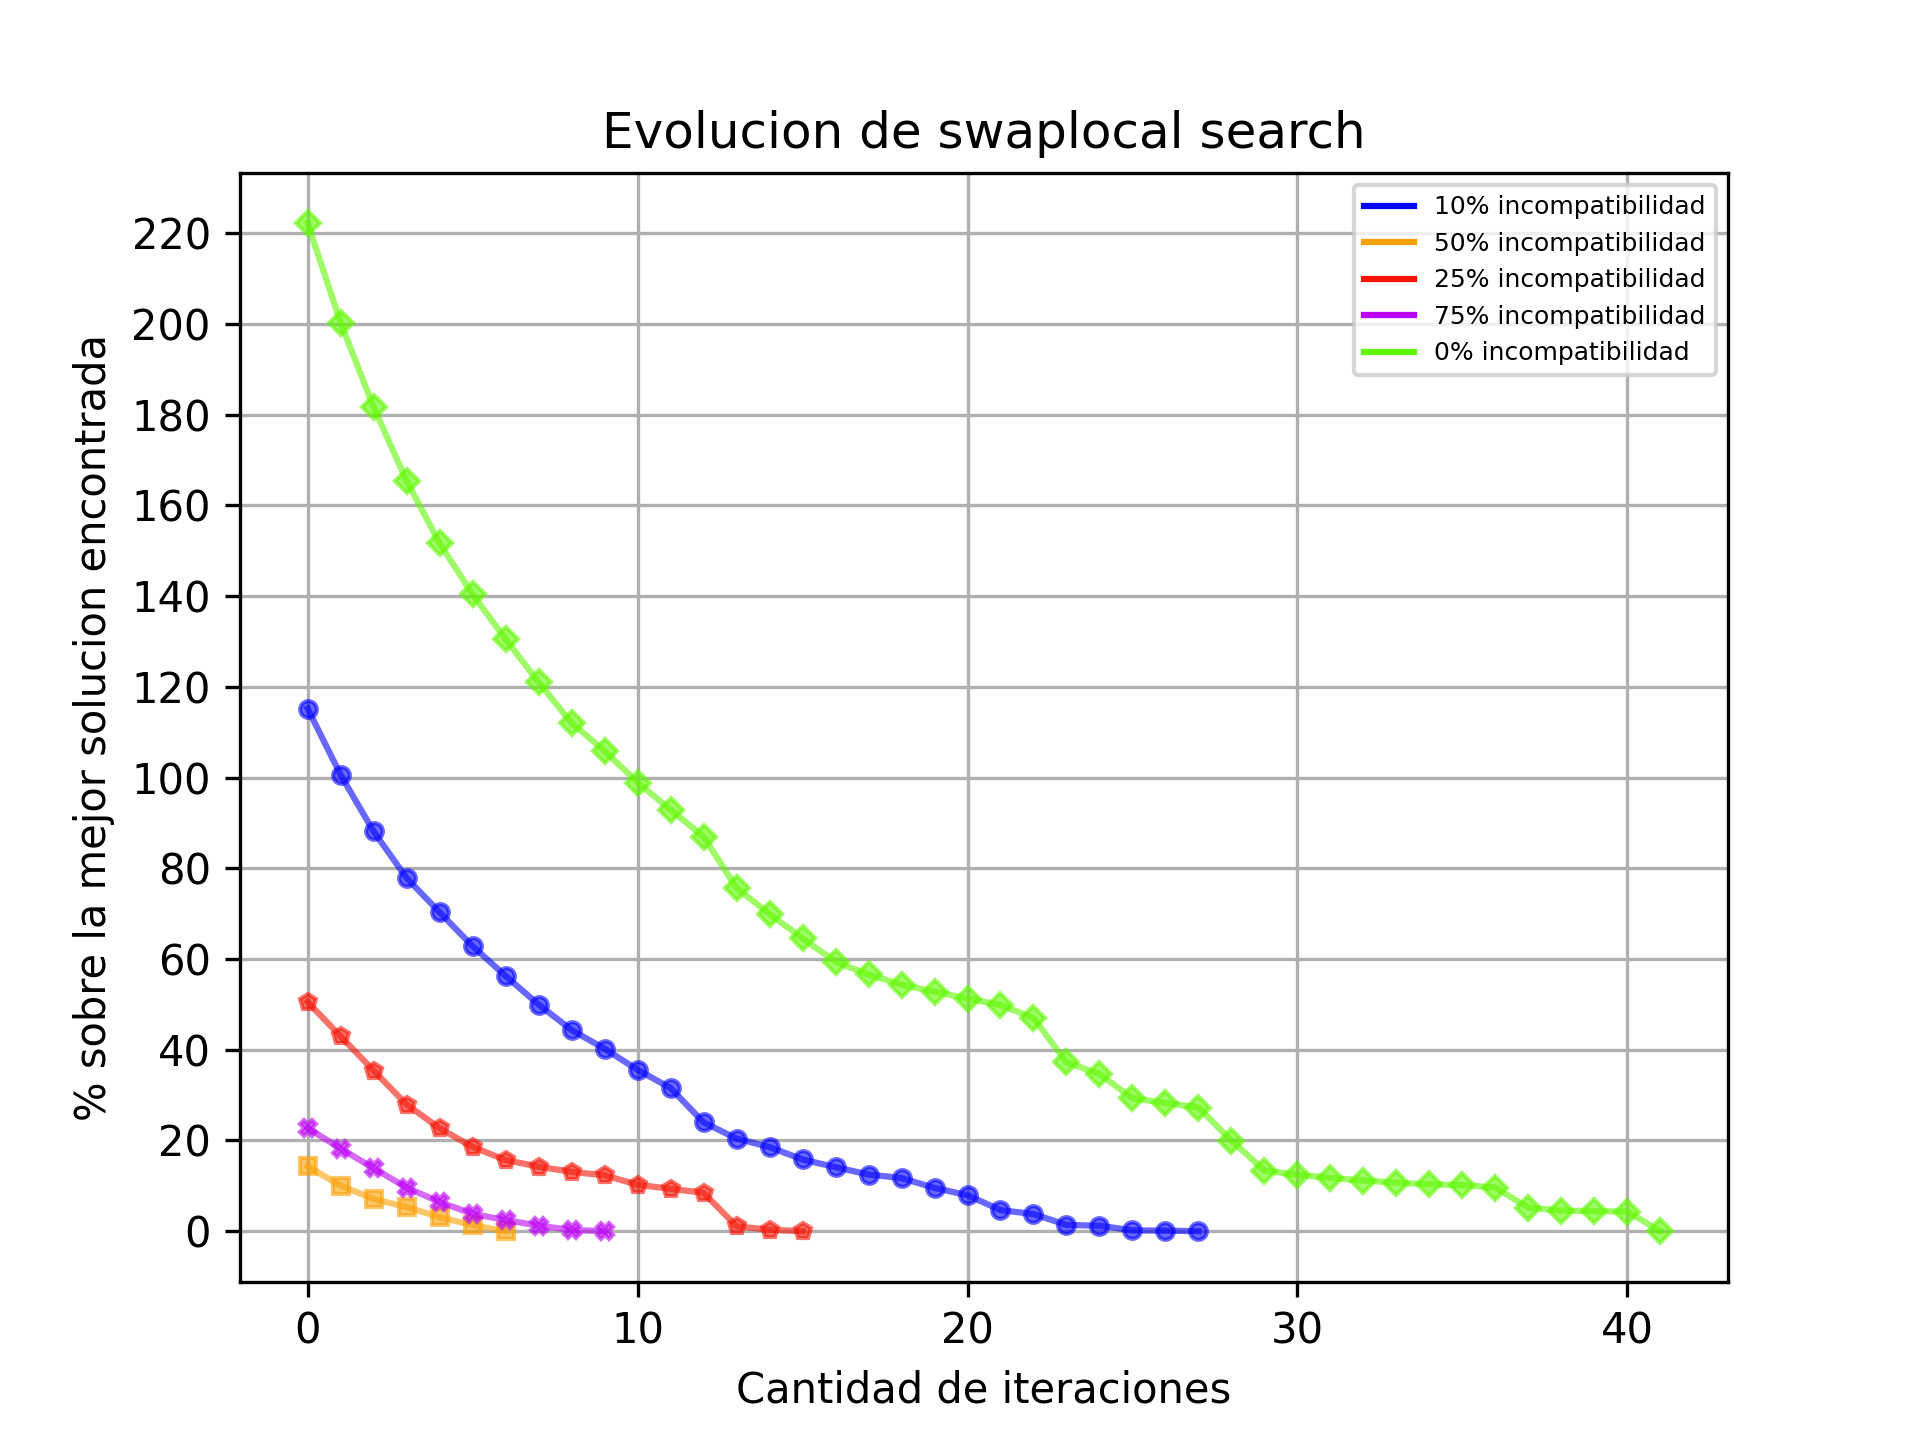 Evolucion de swaplocal search
10% incompatibilidad
50% incompatibilidad
25% incompatibilidad
75% incompatibilidad
0% incompatibilidad
% sobre la mejor solucion encontrada
220
200
180
160
140
120
100
80
60
40
20
0
0 10 20 30 40
Cantidad de iteraciones